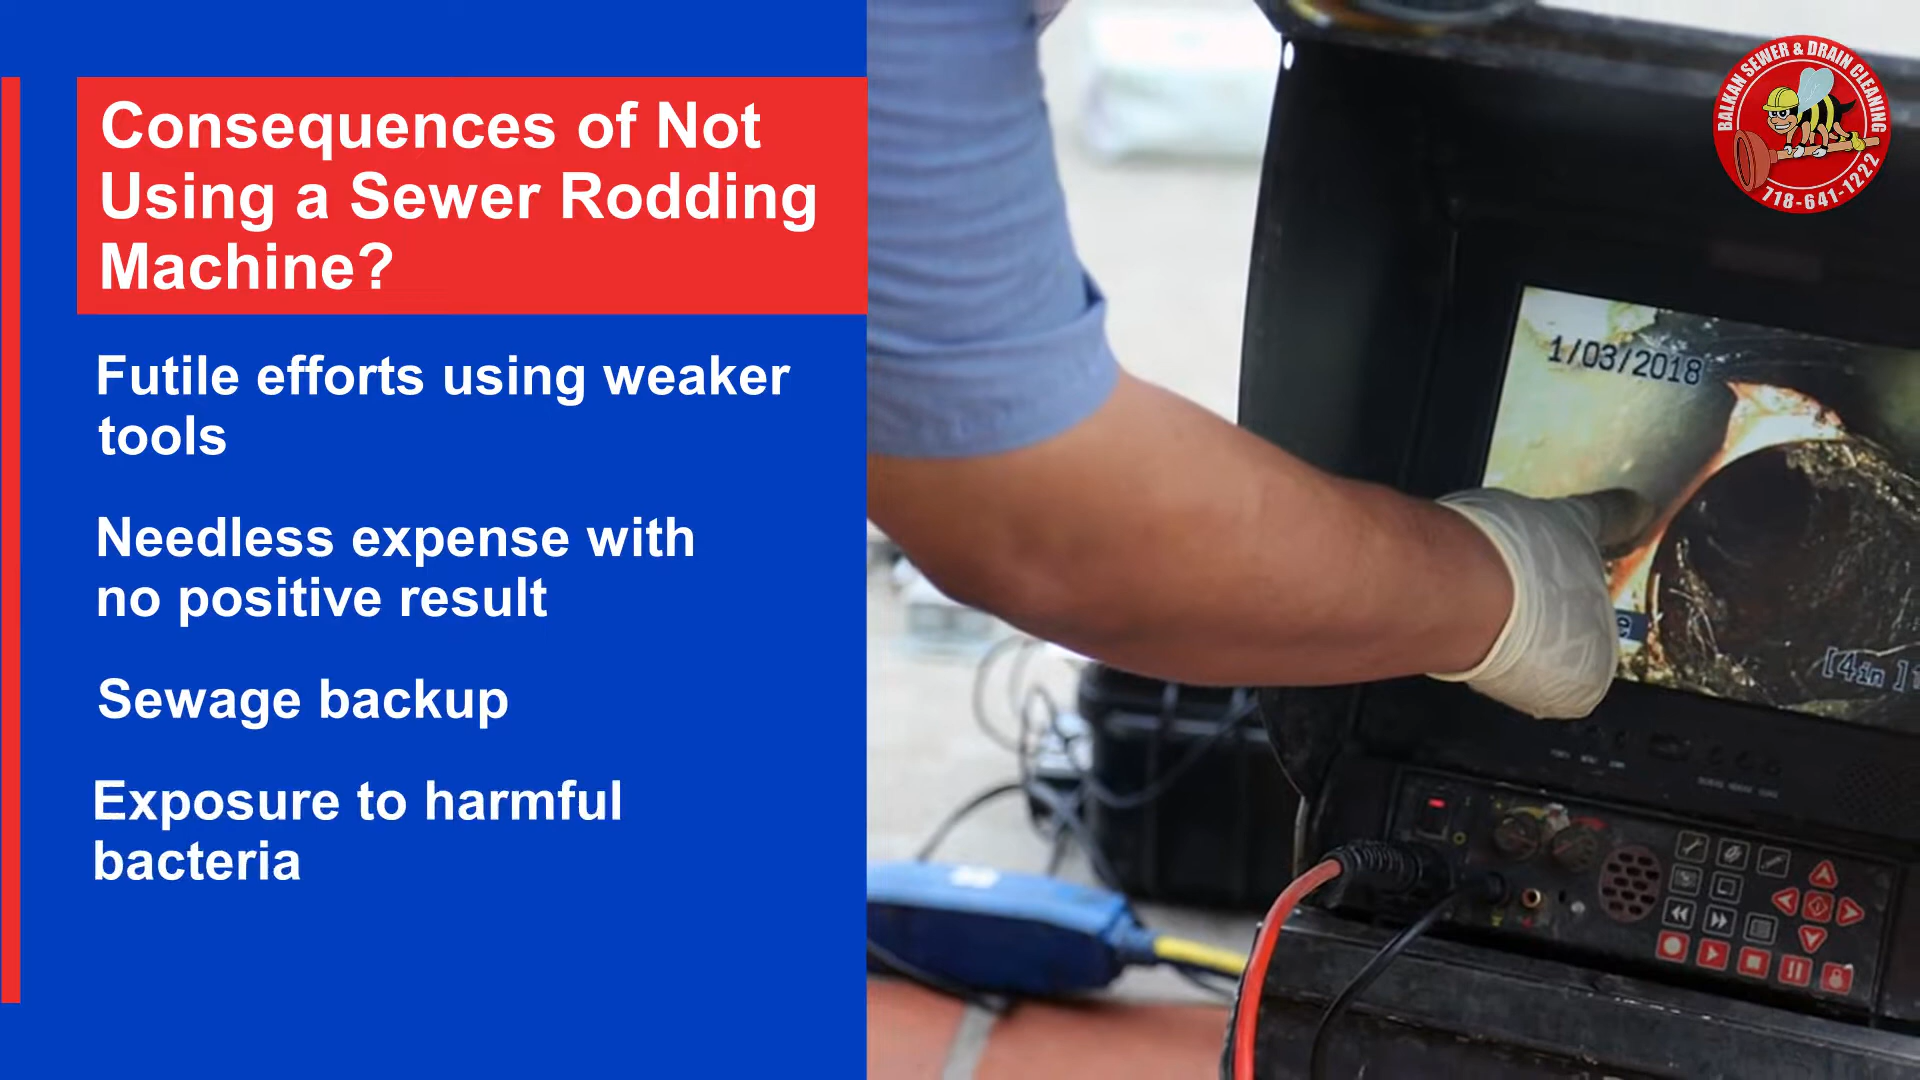 Consequences of Not
Using a Sewer Rodding
Machine?
Futile efforts using weaker
tools
Needless expense with
no positive result
Sewage backup
Exposure to harmful
bacteria
BALKAN SEWER & DRAIN CLEANING
718-641-1222
1/03/2018
[4in ]